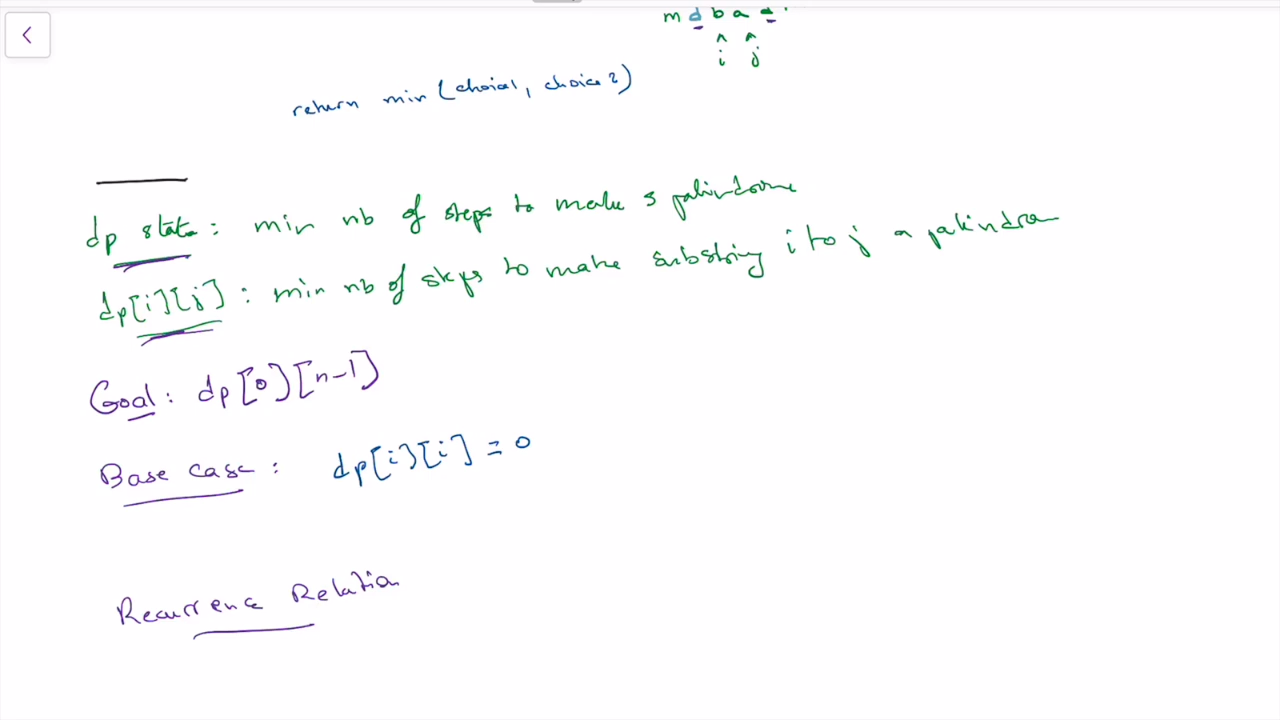 m d b a
^ ^
i j
return min (choice1, choice2)
dp state: min nb of steps to make s palindrome
dp[i][j]: min nb of steps to make substring i to j a palindrome
Goal: dp[0][n-1]
Base case: dp[i][i] = 0
Recurrence Relation